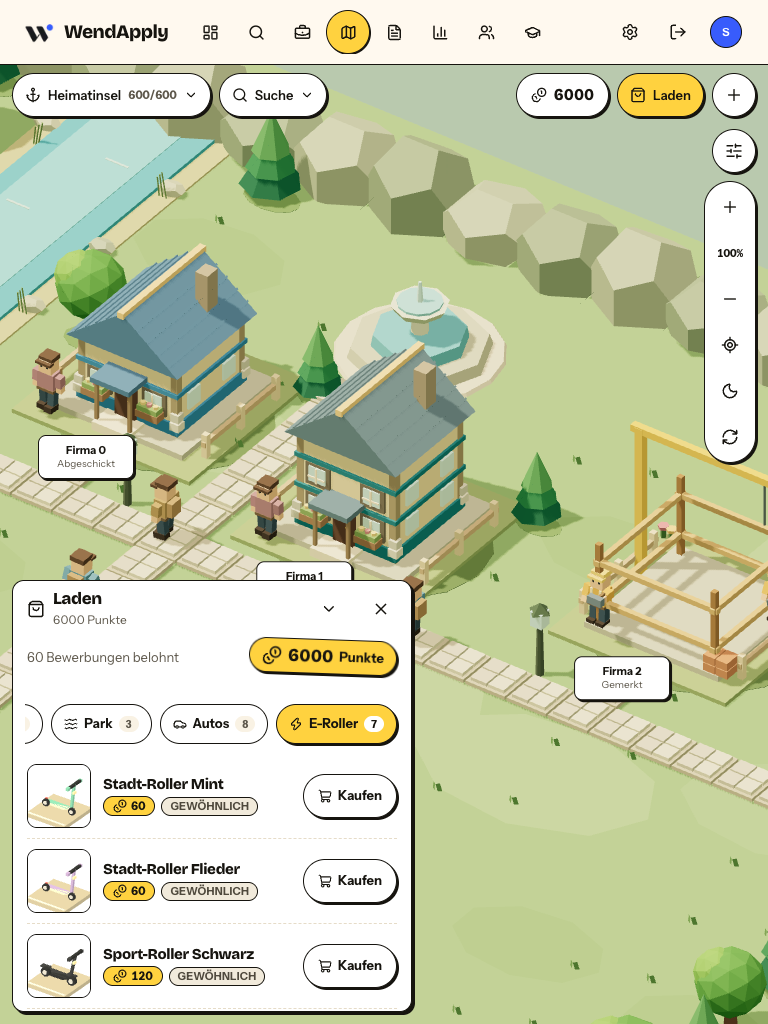 WendApply
S
Heimatinsel 600/600
Suche
6000
Laden
100%
Firma 0
Abgeschickt
Firma 1
Firma 2
Gemerkt
Laden
6000 Punkte
60 Bewerbungen belohnt
6000 Punkte
Park 3
Autos 8
E-Roller 7
Stadt-Roller Mint
60 GEWÖHNLICH
Kaufen
Stadt-Roller Flieder
60 GEWÖHNLICH
Kaufen
Sport-Roller Schwarz
120 GEWÖHNLICH
Kaufen